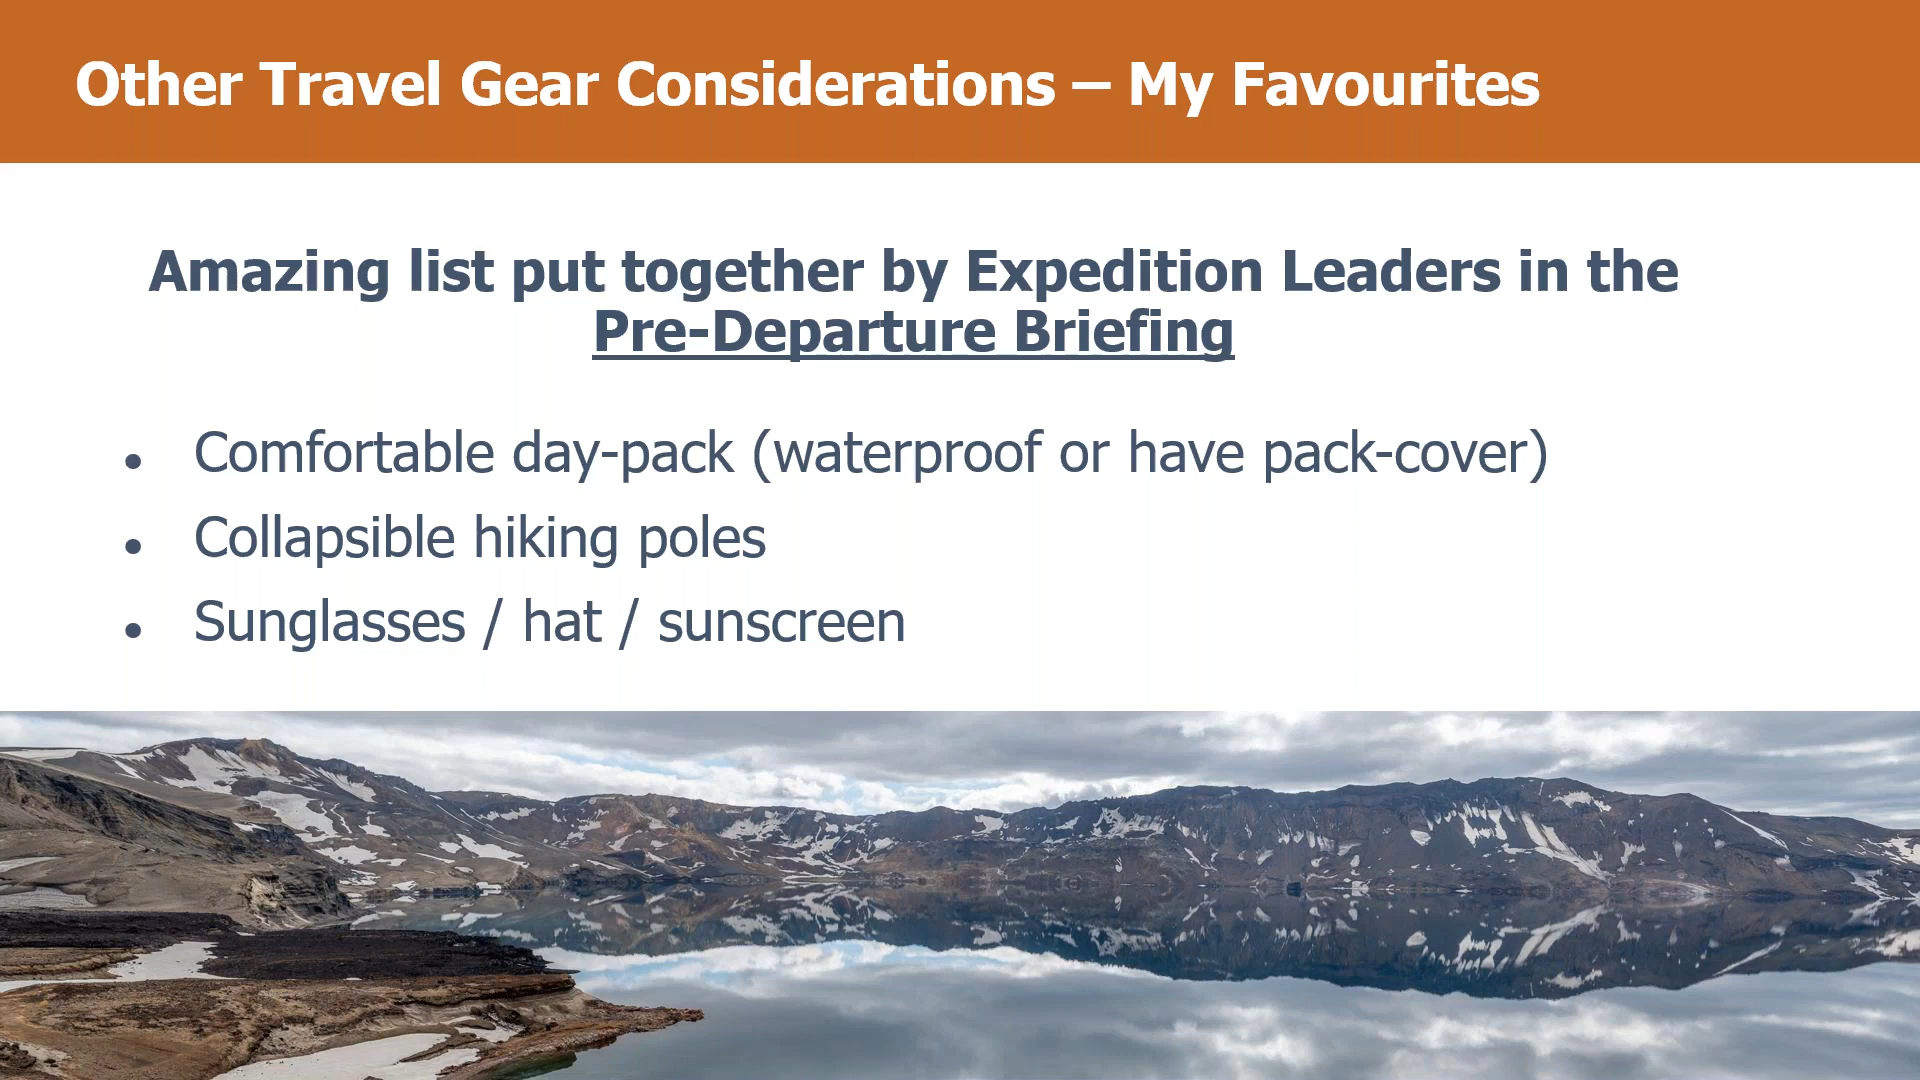 Other Travel Gear Considerations – My Favourites
Amazing list put together by Expedition Leaders in the
Pre-Departure Briefing
• Comfortable day-pack (waterproof or have pack-cover)
• Collapsible hiking poles
• Sunglasses / hat / sunscreen